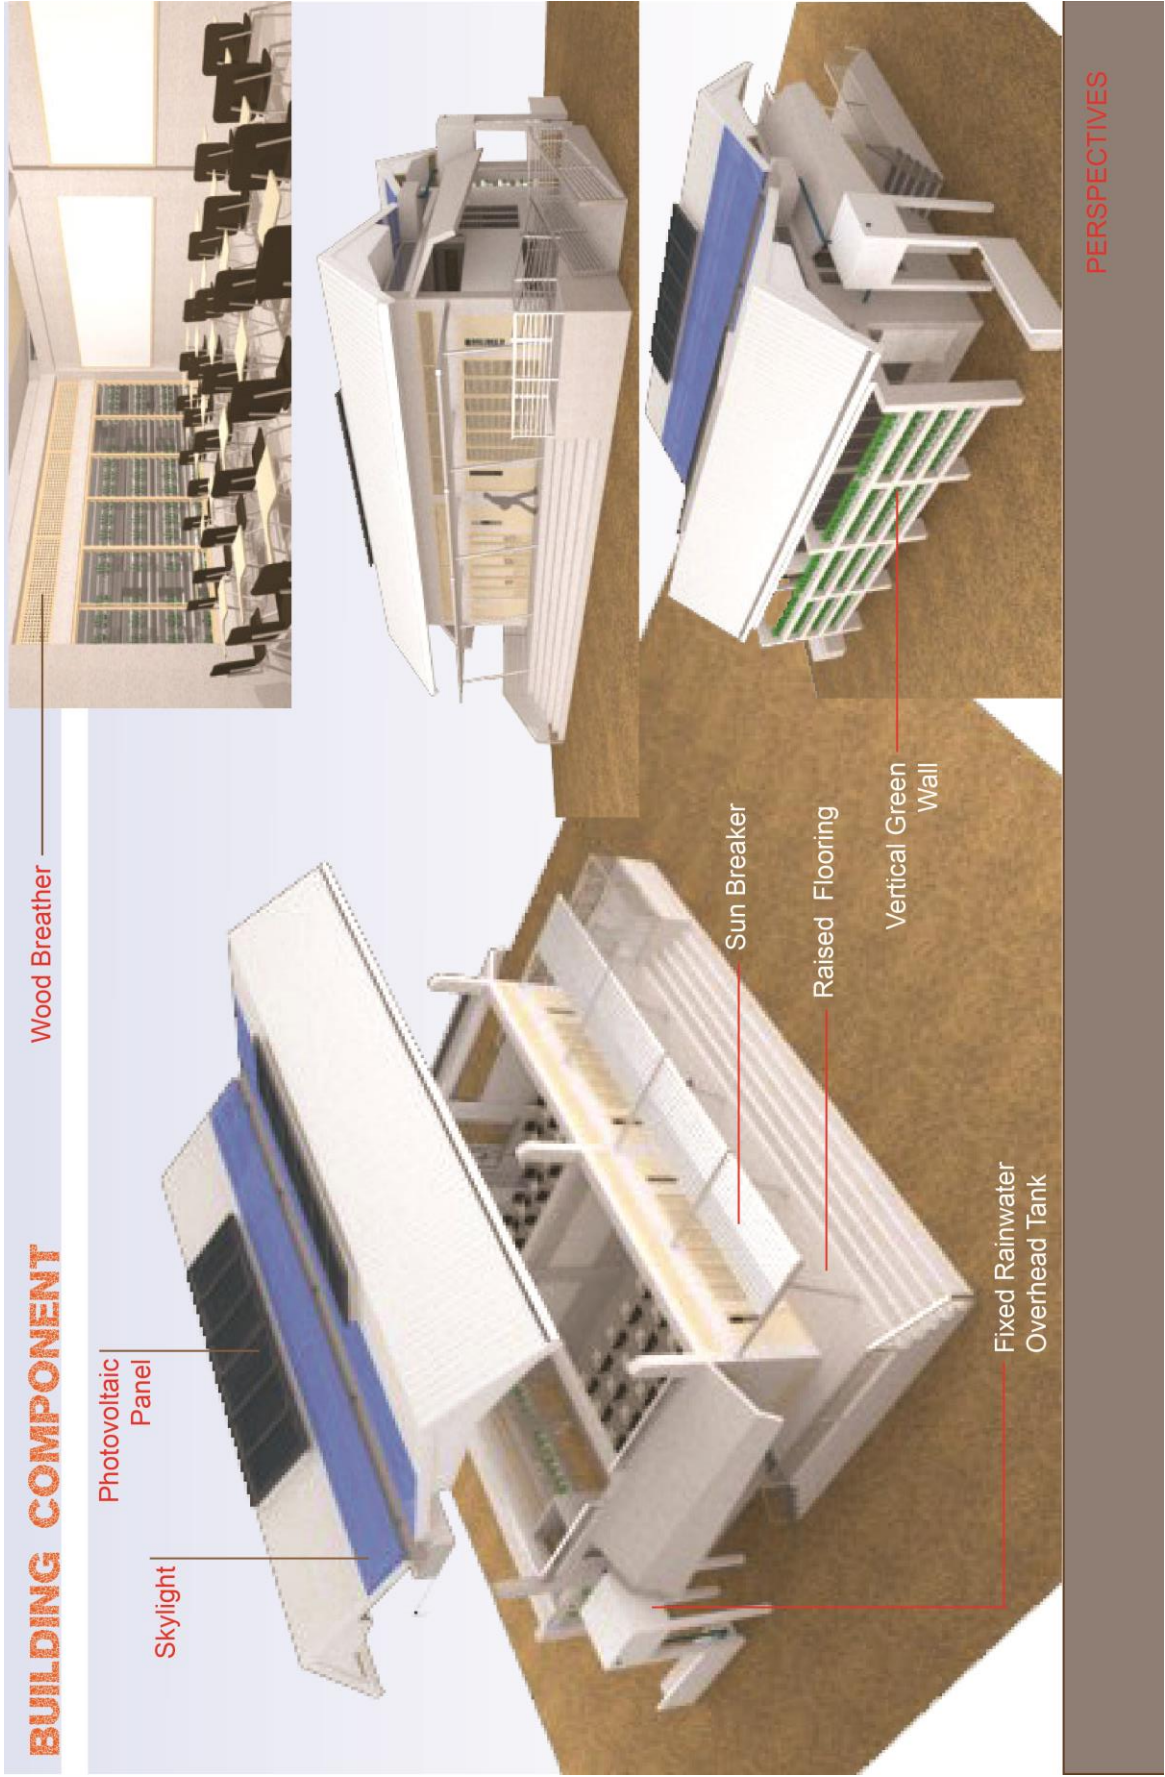 BUILDING COMPONENT
Wood Breather
Photovoltaic
Panel
Skylight
Sun Breaker
Raised Flooring
Vertical Green
Wall
Fixed Rainwater
Overhead Tank
PERSPECTIVES